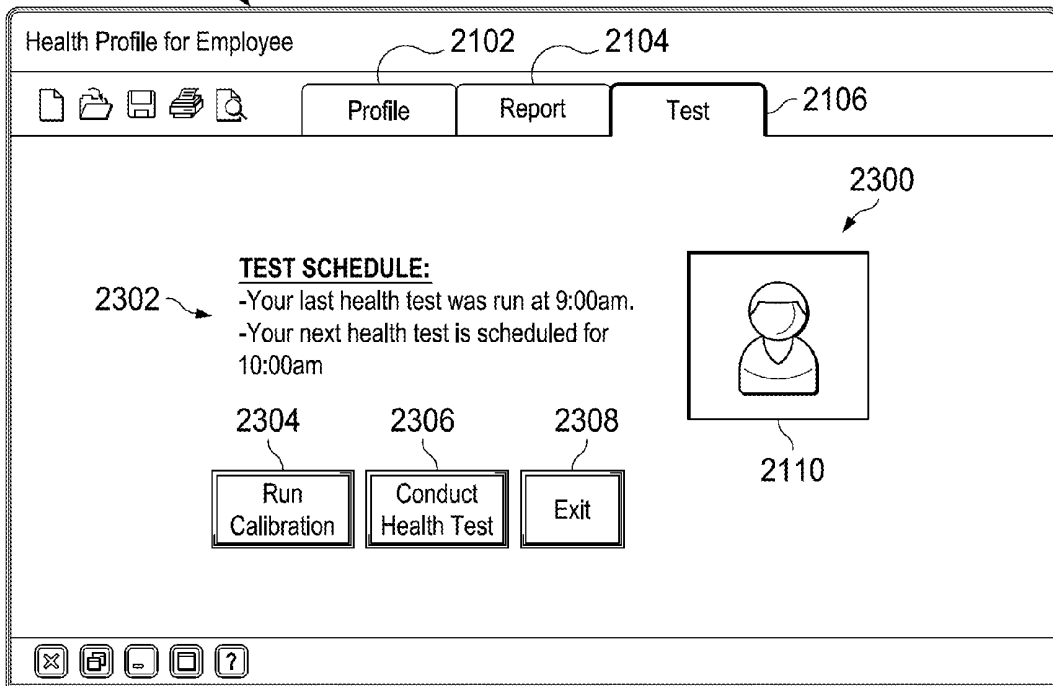 Health Profile for Employee
2102
2104
Profile
Report
Test
2106
2300
TEST SCHEDULE:
2302
-Your last health test was run at 9:00am.
-Your next health test is scheduled for
10:00am
2304
2306
2308
2110
Run
Calibration
Conduct
Health Test
Exit
?